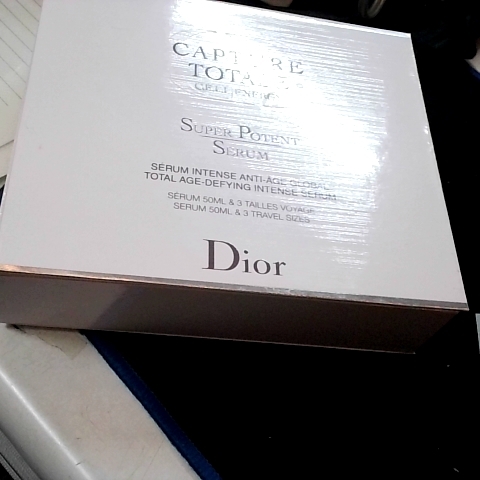 CAPTURE
TOTALE
SUPER POTENT
SERUM
SÉRUM INTENSE ANTI-ÂGE GLOBAL
TOTAL AGE-DEFYING INTENSE SERUM
SÉRUM 50ML & 3 TAILLES VOYAGE
SERUM 50ML & 3 TRAVEL SIZES
Dior